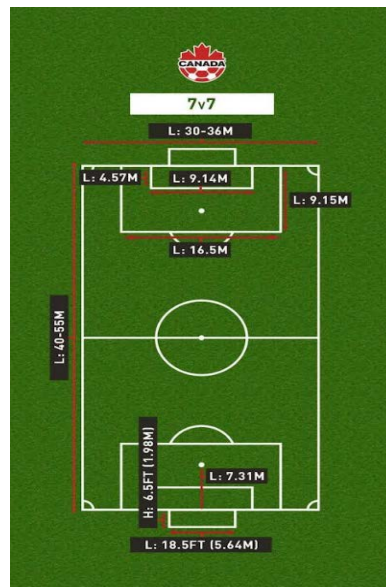 CANADA
7v7
L: 30-36M
L: 4.57M
L: 9.14M
L: 9.15M
L: 16.5M
L: 40-55M
H: 6.5FT (1.98M)
L: 7.31M
L: 18.5FT (5.64M)